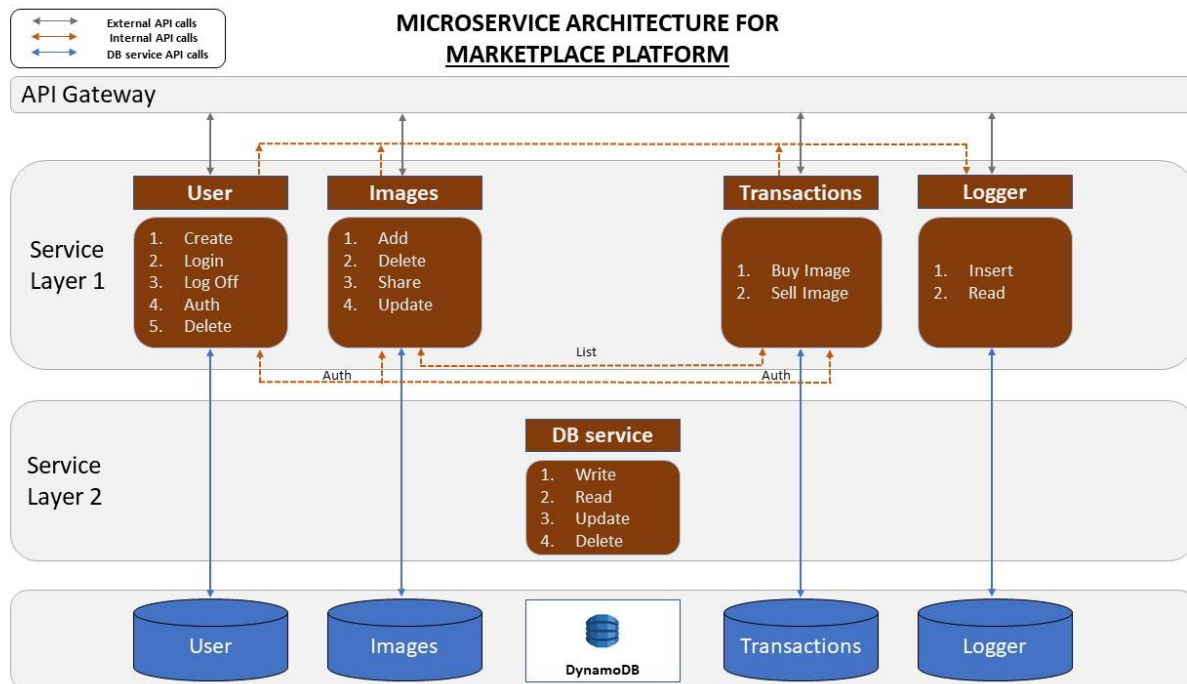 External API calls
Internal API calls
DB service API calls
MICROSERVICE ARCHITECTURE FOR
MARKETPLACE PLATFORM
API Gateway
Service
Layer 1
User
1. Create
2. Login
3. Log Off
4. Auth
5. Delete
Images
1. Add
2. Delete
3. Share
4. Update
Transactions
1. Buy Image
2. Sell Image
Logger
1. Insert
2. Read
List
Auth
Auth
Service
Layer 2
DB service
1. Write
2. Read
3. Update
4. Delete
User
Images
DynamoDB
Transactions
Logger